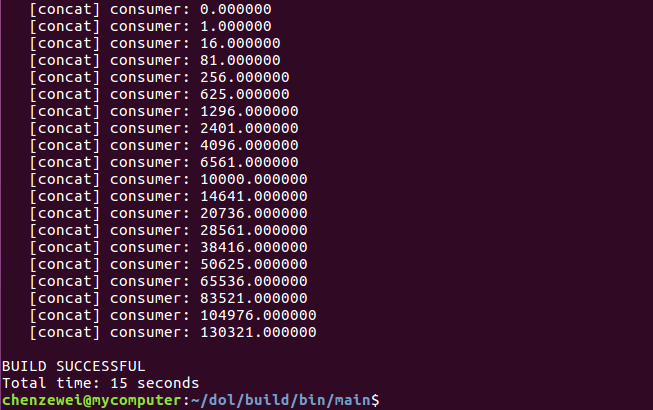 [concat] consumer: 0.000000
[concat] consumer: 1.000000
[concat] consumer: 16.000000
[concat] consumer: 81.000000
[concat] consumer: 256.000000
[concat] consumer: 625.000000
[concat] consumer: 1296.000000
[concat] consumer: 2401.000000
[concat] consumer: 4096.000000
[concat] consumer: 6561.000000
[concat] consumer: 10000.000000
[concat] consumer: 14641.000000
[concat] consumer: 20736.000000
[concat] consumer: 28561.000000
[concat] consumer: 38416.000000
[concat] consumer: 50625.000000
[concat] consumer: 65536.000000
[concat] consumer: 83521.000000
[concat] consumer: 104976.000000
[concat] consumer: 130321.000000
BUILD SUCCESSFUL
Total time: 15 seconds
chenzewei@mycomputer:~/dol/build/bin/main$